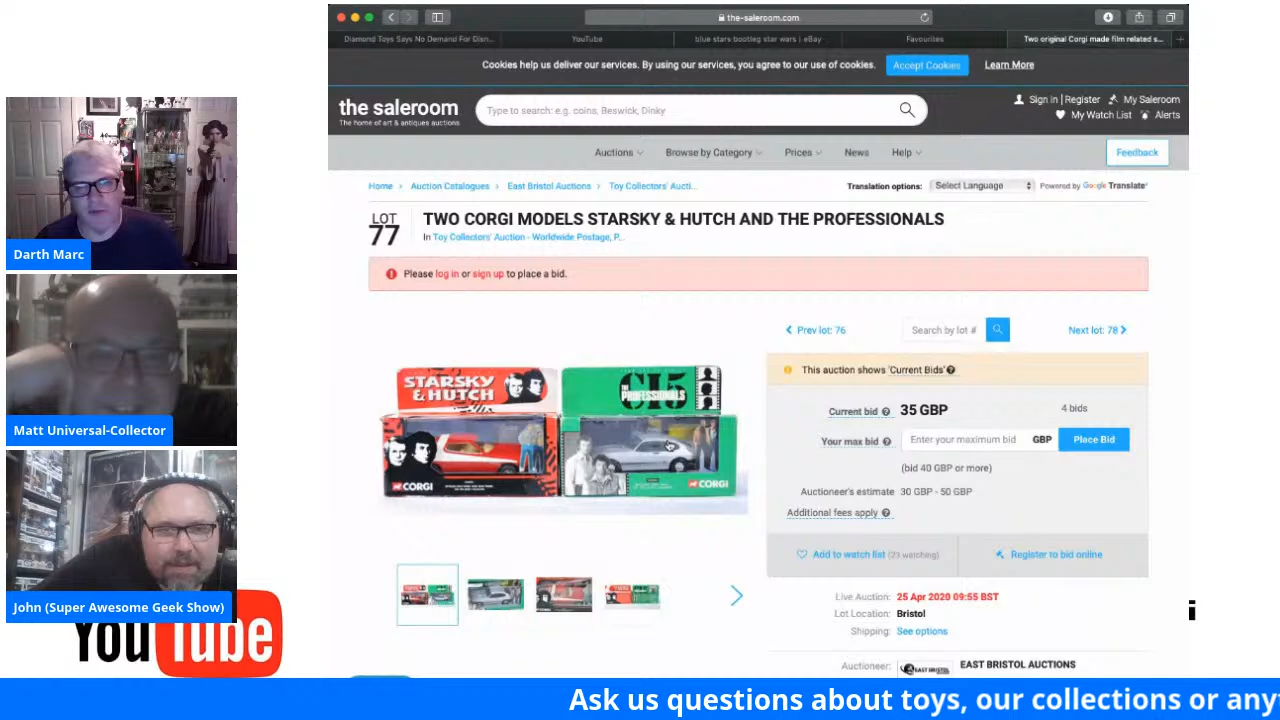 the-saleroom.com
Diamond Toys Says No Demand For Disn...
YouTube
blue stars bootleg star wars | eBay
Favourites
Two original Corgi made film related s...
Cookies help us deliver our services. By using our services, you agree to our use of cookies.
Accept Cookies
Learn More
the saleroom
The home of art & antiques auctions
Type to search: e.g. coins, Beswick, Dinky
Sign in | Register
My Saleroom
My Watch List
Alerts
Auctions
Browse by Category
Prices
News
Help
Feedback
Home > Auction Catalogues > East Bristol Auctions > Toy Collectors' Aucti...
Translation options:
Select Language
Powered by Google Translate
LOT
77
TWO CORGI MODELS STARSKY & HUTCH AND THE PROFESSIONALS
In Toy Collectors' Auction - Worldwide Postage, P...
Please log in or sign up to place a bid.
Prev lot: 76
Search by lot #
Next lot: 78
This auction shows 'Current Bids'
Current bid
35 GBP
4 bids
Your max bid
Enter your maximum bid
GBP
Place Bid
(bid 40 GBP or more)
Auctioneer's estimate
30 GBP - 50 GBP
Additional fees apply
Add to watch list (23 watching)
Register to bid online
Live Auction:
25 Apr 2020 09:55 BST
Lot Location:
Bristol
Shipping:
See options
Auctioneer:
EAST BRISTOL
EAST BRISTOL AUCTIONS
STARSKY
& HUTCH
THE
PROFESSIONALS
CI5
CORGI
CORGI
Darth Marc
Matt Universal-Collector
John (Super Awesome Geek Show)
YouTube
i
Ask us questions about toys, our collections or any